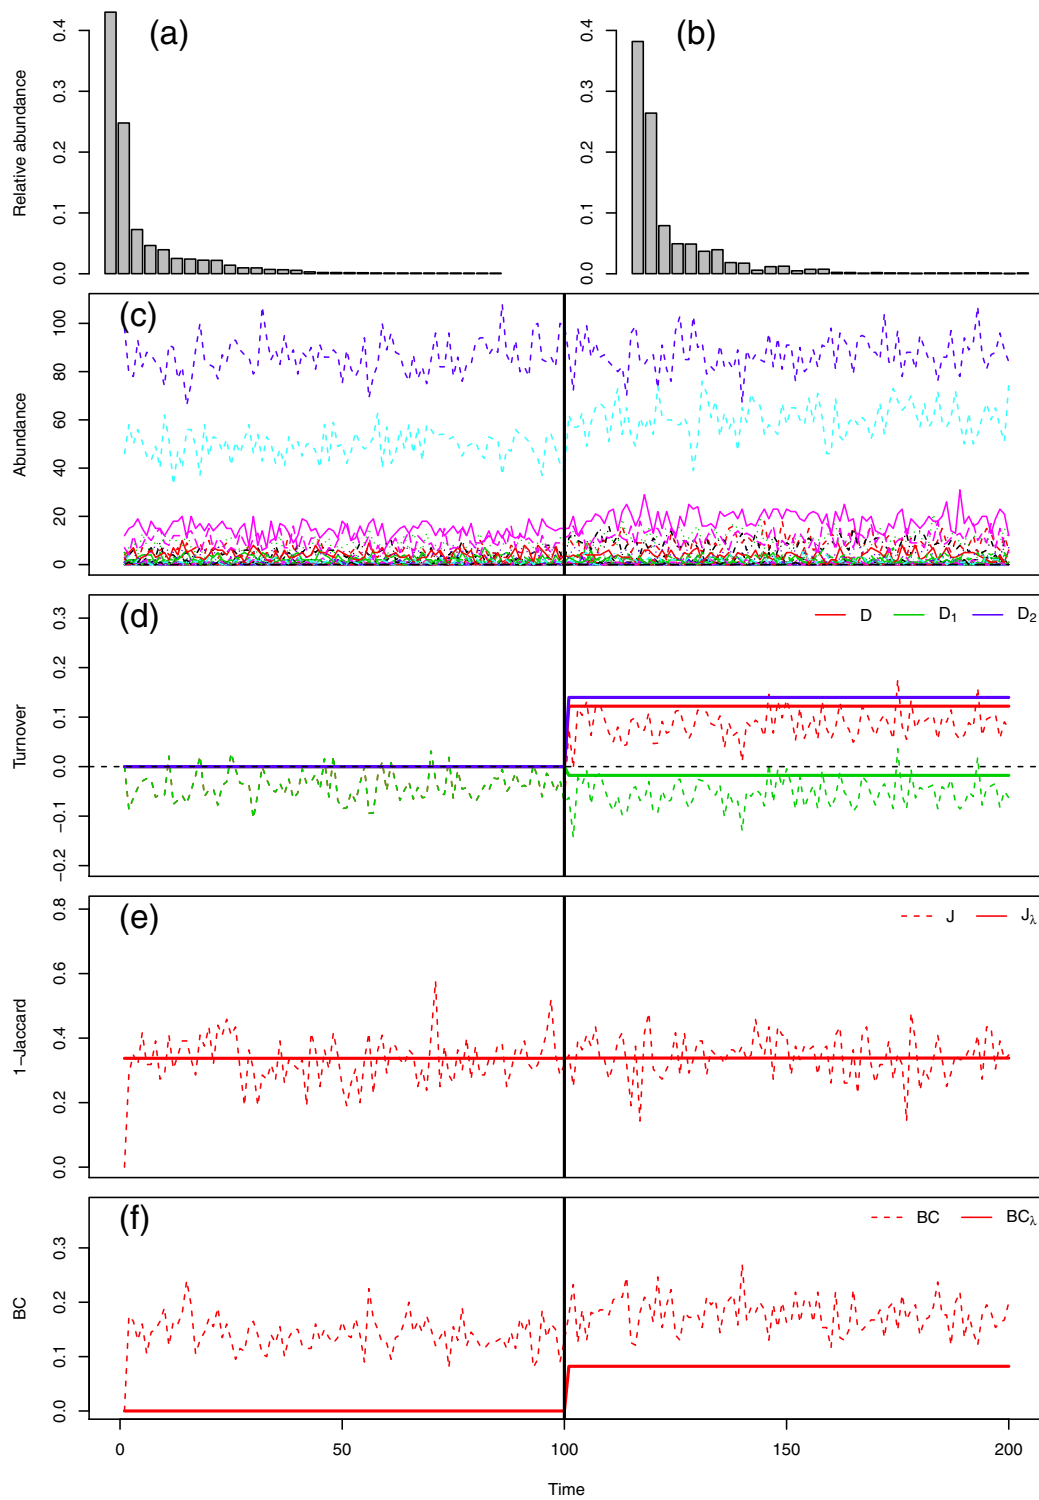 (a)
(b)
Relative abundance
0.0 0.1 0.2 0.3 0.4
0.0 0.1 0.2 0.3 0.4
(c)
Abundance
0 20 40 60 80 100
(d)
D D₁ D₂
Turnover
−0.2 −0.1 0.0 0.1 0.2 0.3
(e)
J Jλ
1−Jaccard
0.0 0.2 0.4 0.6 0.8
(f)
BC BCλ
BC
0.0 0.1 0.2 0.3
0 50 100 150 200
Time